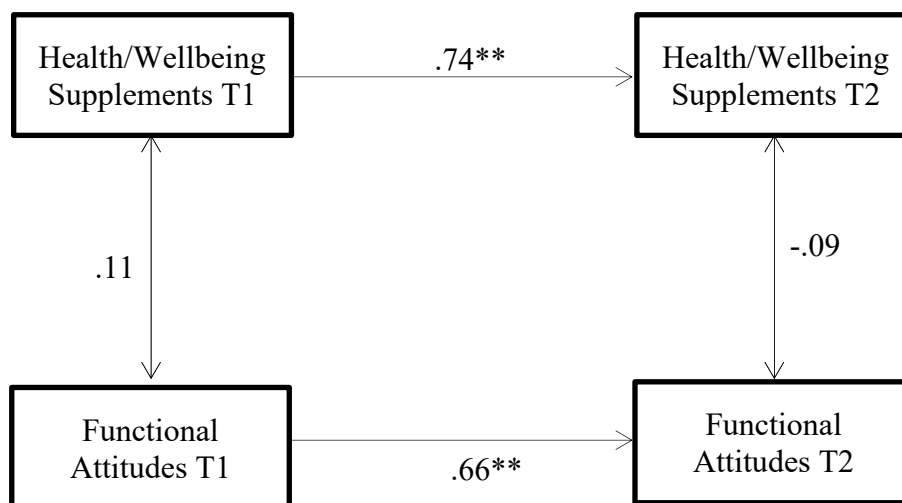 Health/Wellbeing
Supplements T1
.74**
Health/Wellbeing
Supplements T2
.11
-.09
Functional
Attitudes T1
.66**
Functional
Attitudes T2